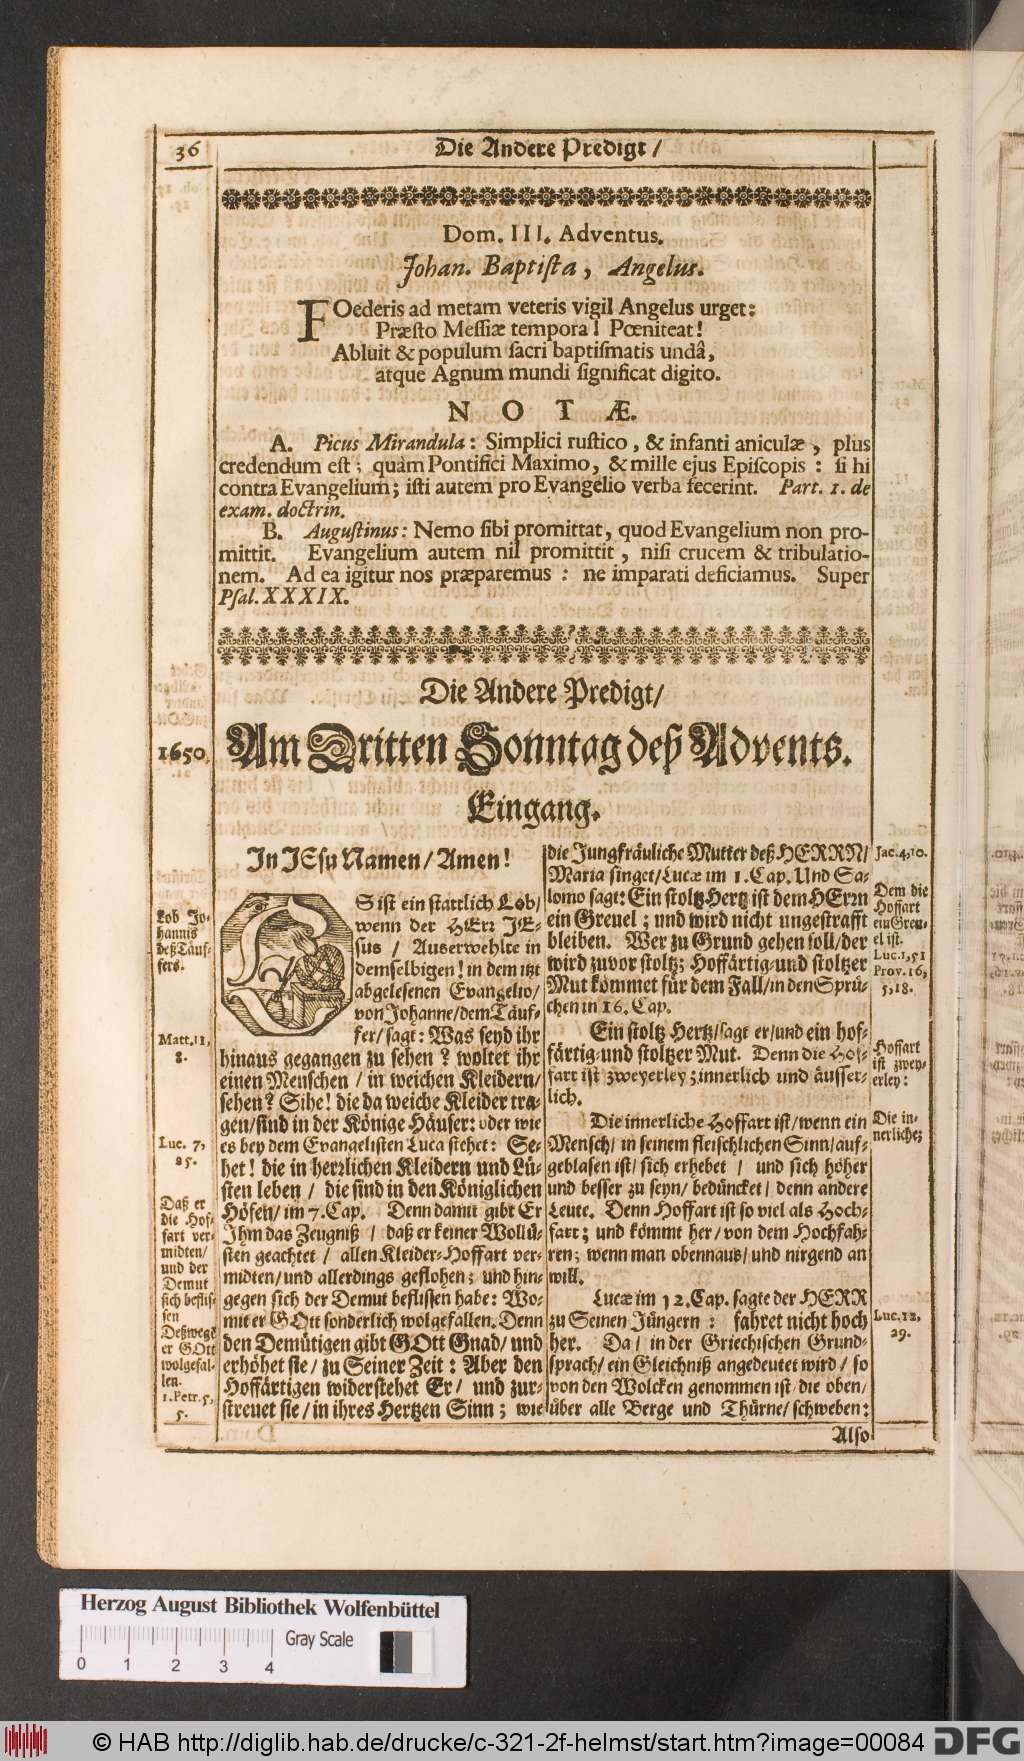 36
Die Andere Predigt /
Dom. III. Adventus.
Johan. Baptiſta, Angelus.
FOederis ad metam veteris vigil Angelus urget:
Præſto Meſſiæ tempora! Pœniteat!
Abluit & populum ſacri baptiſmatis undâ,
atque Agnum mundi ſignificat digito.
NOTÆ.
A. Picus Mirandula: Simplici ruſtico, & infanti aniculæ, plus
credendum eſt; quàm Pontifici Maximo, & mille ejus Epiſcopis: ſi hi
contra Evangelium; iſti autem pro Evangelio verba fecerint. Part. 1. de
exam. doctrin.
B. Auguſtinus: Nemo ſibi promittat, quod Evangelium non pro-
mittit. Evangelium autem nil promittit, niſi crucem & tribulatio-
nem. Ad ea igitur nos præparemus: ne imparati deficiamus. Super
Pſal. XXXIX.
Die Andere Predigt/
1650.
Am Dritten Sonntag deß Advents.
Eingang.
In JEſu Namen / Amen!
ES iſt ein ſtattlich Lob/
wenn der HErr JE-
ſus / Auserwehlte in
demſelbigen! in dem itzt
abgeleſenen Evangelio/
von Johanne/dem Täuf-
fer/ſagt: Was ſeyd ihr
hinaus gegangen zu ſehen? woltet ihr
einen Menſchen / in weichen Kleidern/
ſehen? Sihe! die da weiche Kleider tra-
gen/ſind in der Könige Häuſer: oder wie
es bey dem Evangeliſten Luca ſtehet: Se-
het! die in herrlichen Kleidern und Lü-
ſten leben / die ſind in den Königlichen
Höfen/im 7. Cap. Denn damit gibt Er
Ihm das Zeugniß / daß er keiner Wollü-
ſten geachtet / allen Kleider-Hoffart ver-
midten/und allerdings geflohen; und hin-
gegen ſich der Demut befliſſen habe: Wo-
mit er GOtt ſonderlich wolgefallen. Denn
den Demütigen gibt GOtt Gnad/und
erhöhet ſie / zu Seiner Zeit: Aber den
Hoffärtigen widerſtehet Er/ und zur-
ſtreuet ſie/in ihres Hertzen Sinn; wie
Lob Jo-
hannis
deß Täuf-
fers.
Matt. 11,
8.
Luc. 7,
25.
Daß er
die Hof-
fart ver-
midten/
und der
Demut
ſich befliſ-
ſen
Deßwegẽ
er GOtt
wolgefal-
len.
1. Petr. 5,
5.
die Jungfräuliche Mutter deß HERRN/
Maria ſinget/Lucæ im 1. Cap. Und Sa-
lomo ſagt: Ein ſtoltz Hertz iſt dem HErrn
ein Greuel; und wird nicht ungeſtrafft
bleiben. Wer zu Grund gehen ſoll/der
wird zuvor ſtoltz; Hoffärtig-und ſtoltzer
Mut kömmet für dem Fall/in den Sprü-
chen in 16. Cap.
Ein ſtoltz Hertz/ſagt er/und ein hof-
färtig-und ſtoltzer Mut. Denn die Hof-
fart iſt zweyerley; innerlich und äuſſer-
lich.
Die innerliche Hoffart iſt/wenn ein
Menſch/ in ſeinem fleiſchlichen Sinn/auf-
geblaſen iſt/ſich erhebet / und ſich höher
und beſſer zu ſeyn/ bedüncket/ denn andere
Leute. Denn Hoffart iſt ſo viel als Hoch-
fart; und kömmt her/von dem Hochfah-
ren; wenn man obennaus/und nirgend an
will.
Lucæ im 12. Cap. ſagte der HERR
zu Seinen Jüngern: fahret nicht hoch
her. Da / in der Griechiſchen Grund-
ſprach/ ein Gleichniß angedeutet wird / ſo
von den Wolcken genommen iſt/die oben/
über alle Berge und Thürne/ ſchweben:
Alſo
Jac. 4, 10.
Dem die
Hoffart
ein Greu-
el iſt.
Luc. 1, 51
Prov. 16,
5, 18.
Hoffart
iſt zwey-
erley:
Die in-
nerliche;
Luc. 12,
29.
Herzog August Bibliothek Wolfenbüttel
Gray Scale
0 1 2 3 4
© HAB http://diglib.hab.de/drucke/c-321-2f-helmst/start.htm?image=00084
DFG